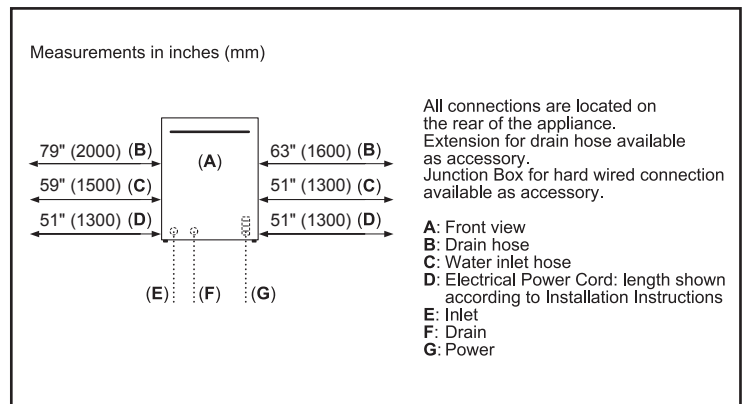 Measurements in inches (mm)
79" (2000) (B)
63" (1600) (B)
(A)
59" (1500) (C)
51" (1300) (C)
51" (1300) (D)
51" (1300) (D)
(E)
(F)
(G)
All connections are located on
the rear of the appliance.
Extension for drain hose available
as accessory.
Junction Box for hard wired connection
available as accessory.
A: Front view
B: Drain hose
C: Water inlet hose
D: Electrical Power Cord: length shown
according to Installation Instructions
E: Inlet
F: Drain
G: Power